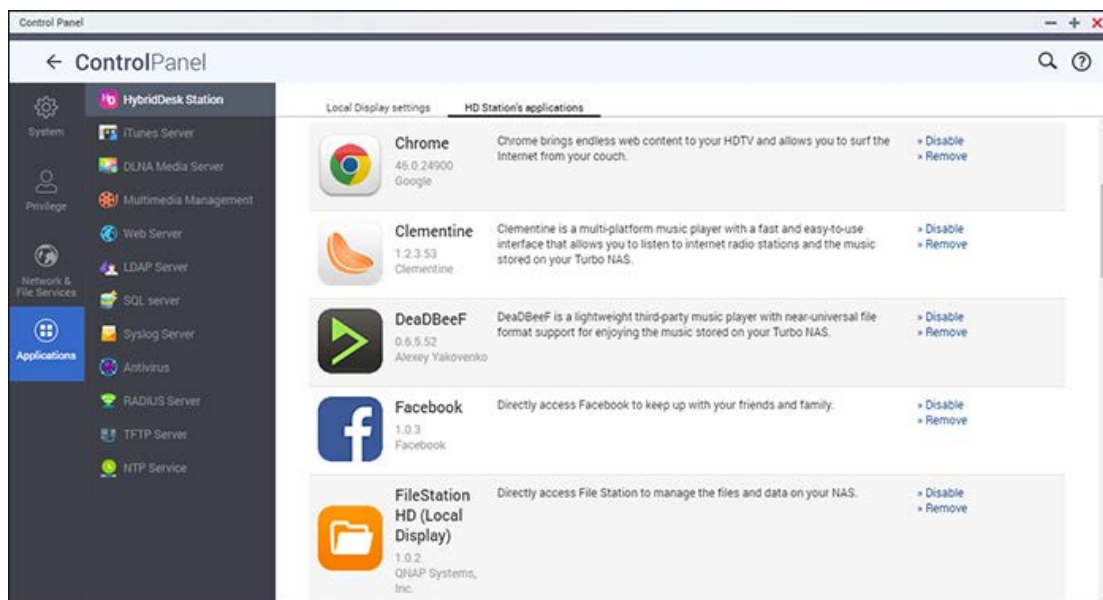 Control Panel
ControlPanel
System
Privilege
Network &
File Services
Applications
HybridDesk Station
iTunes Server
DLNA Media Server
Multimedia Management
Web Server
LDAP Server
SQL server
Syslog Server
Antivirus
RADIUS Server
TFTP Server
NTP Service
Local Display settings
HD Station's applications
Chrome
46.0.24900
Google
Chrome brings endless web content to your HDTV and allows you to surf the
Internet from your couch.
» Disable
» Remove
Clementine
1.2.3.53
Clementine
Clementine is a multi-platform music player with a fast and easy-to-use
interface that allows you to listen to internet radio stations and the music
stored on your Turbo NAS.
» Disable
» Remove
DeaDBeeF
0.6.5.52
Alexey Yakovenko
DeaDBeeF is a lightweight third-party music player with near-universal file
format support for enjoying the music stored on your Turbo NAS.
» Disable
» Remove
Facebook
1.0.3
Facebook
Directly access Facebook to keep up with your friends and family.
» Disable
» Remove
FileStation
HD (Local
Display)
1.0.2
QNAP Systems,
Inc.
Directly access File Station to manage the files and data on your NAS.
» Disable
» Remove